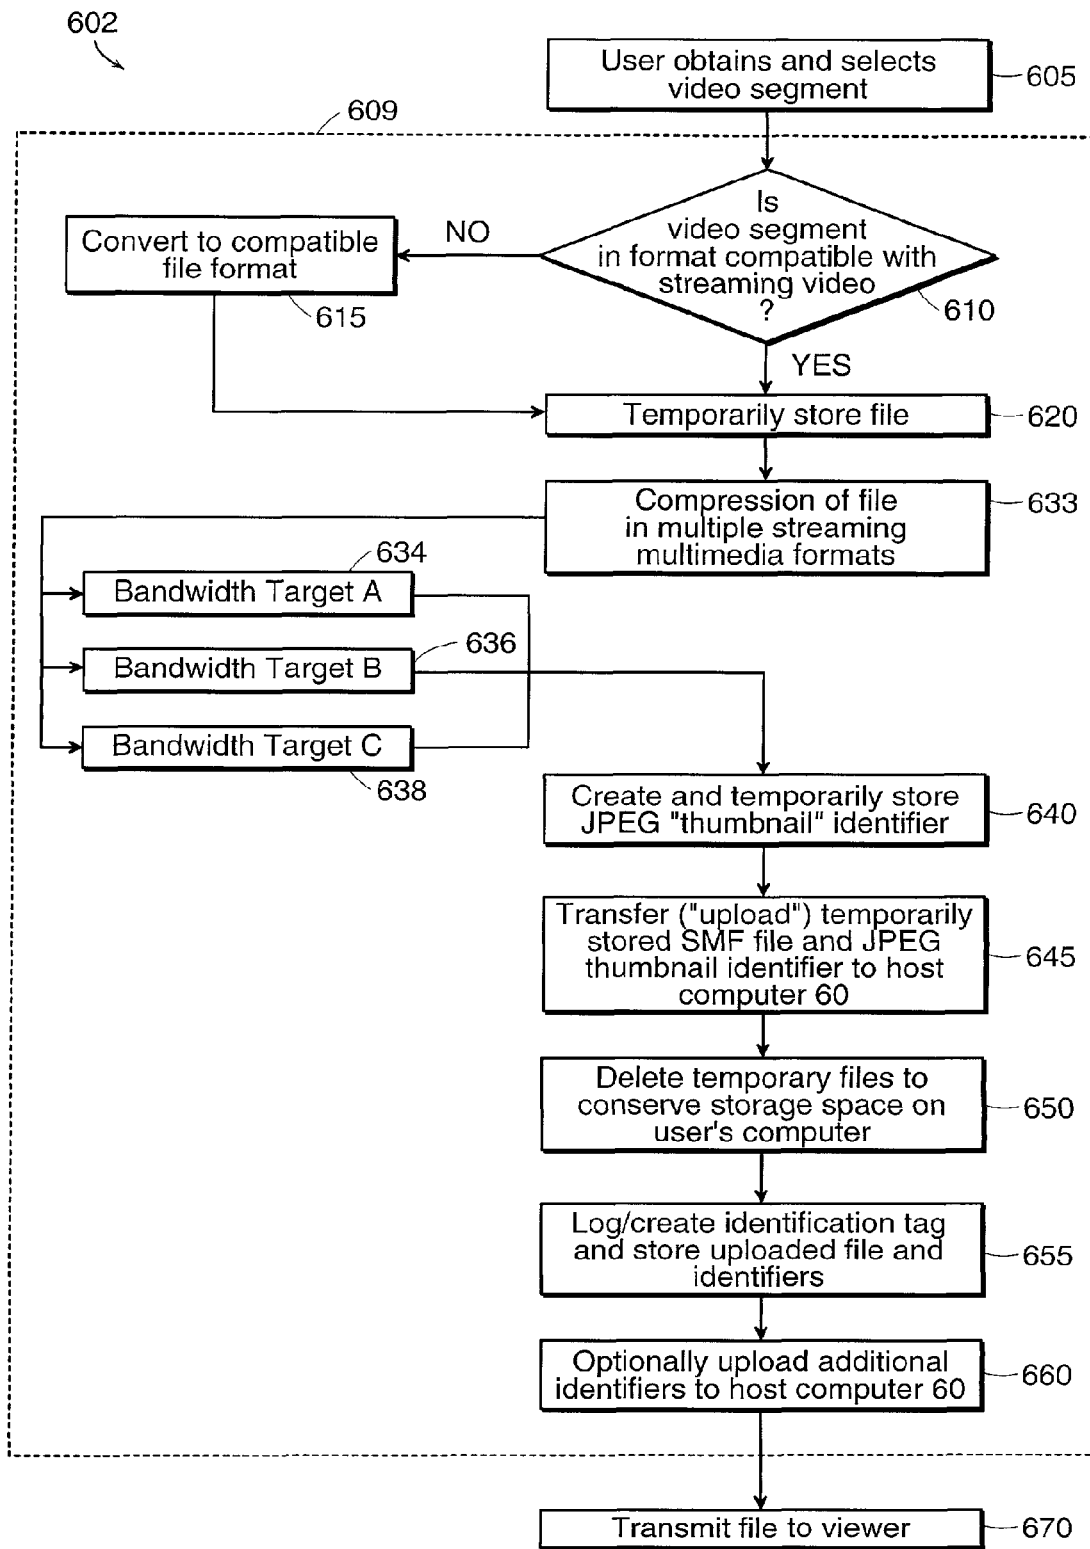 602
User obtains and selects
video segment
605
609
Is
video segment
in format compatible with
streaming video
?
610
NO
Convert to compatible
file format
615
YES
Temporarily store file
620
Compression of file
in multiple streaming
multimedia formats
633
634
Bandwidth Target A
636
Bandwidth Target B
Bandwidth Target C
638
Create and temporarily store
JPEG "thumbnail" identifier
640
Transfer ("upload") temporarily
stored SMF file and JPEG
thumbnail identifier to host
computer 60
645
Delete temporary files to
conserve storage space on
user's computer
650
Log/create identification tag
and store uploaded file and
identifiers
655
Optionally upload additional
identifiers to host computer 60
660
Transmit file to viewer
670